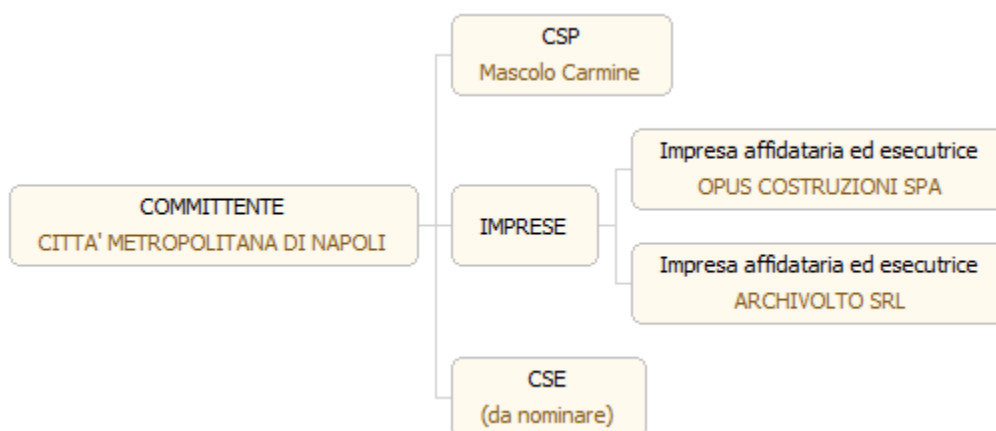 CSP
Mascolo Carmine
Impresa affidataria ed esecutrice
OPUS COSTRUZIONI SPA
COMMITTENTE
CITTA' METROPOLITANA DI NAPOLI
IMPRESE
Impresa affidataria ed esecutrice
ARCHIVOLTO SRL
CSE
(da nominare)